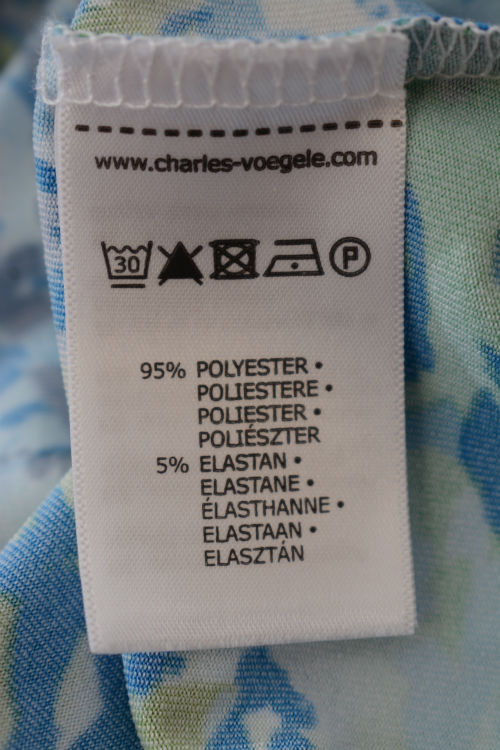 www.charles-voegele.com
30 P
95% POLYESTER •
POLIESTERE •
POLIESTER •
POLIÉSZTER
5% ELASTAN •
ELASTANE •
ÉLASTHANNE •
ELASTAAN •
ELASZTÁN